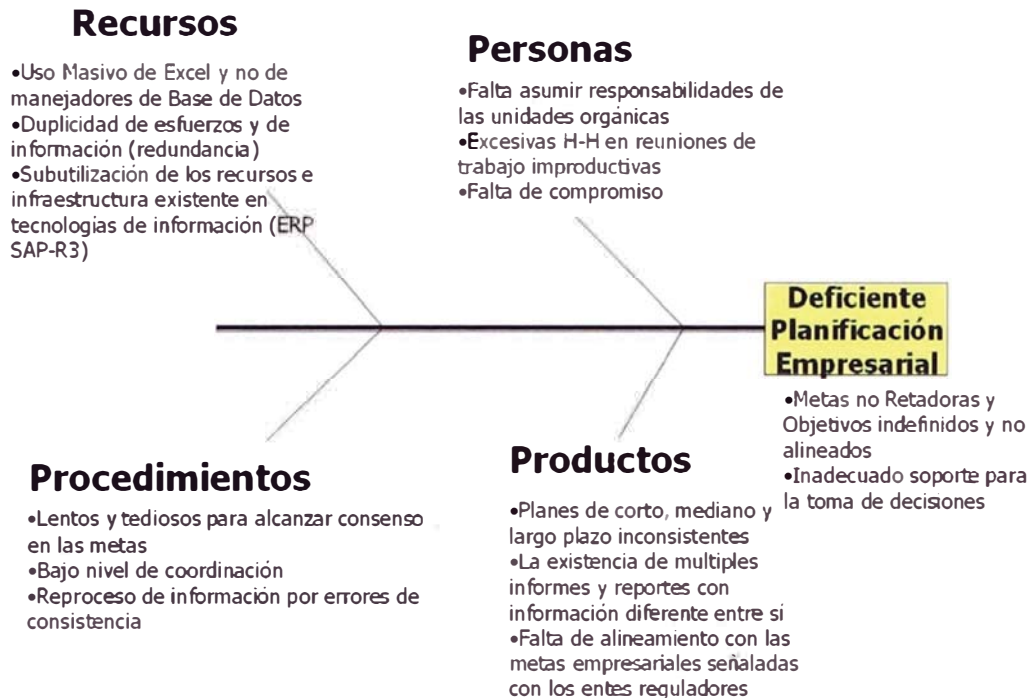 Recursos
•Uso Masivo de Excel y no de
manejadores de Base de Datos
•Duplicidad de esfuerzos y de
información (redundancia)
•Subutilización de los recursos e
infraestructura existente en
tecnologías de información (ERP
SAP-R3)
Personas
•Falta asumir responsabilidades de
las unidades orgánicas
•Excesivas H-H en reuniones de
trabajo improductivas
•Falta de compromiso
Deficiente
Planificación
Empresarial
•Metas no Retadoras y
Objetivos indefinidos y no
alineados
•Inadecuado soporte para
la toma de decisiones
Procedimientos
•Lentos y tediosos para alcanzar consenso
en las metas
•Bajo nivel de coordinación
•Reproceso de información por errores de
consistencia
Productos
•Planes de corto, mediano y
largo plazo inconsistentes
•La existencia de multiples
informes y reportes con
información diferente entre sí
•Falta de alineamiento con las
metas empresariales señaladas
con los entes reguladores